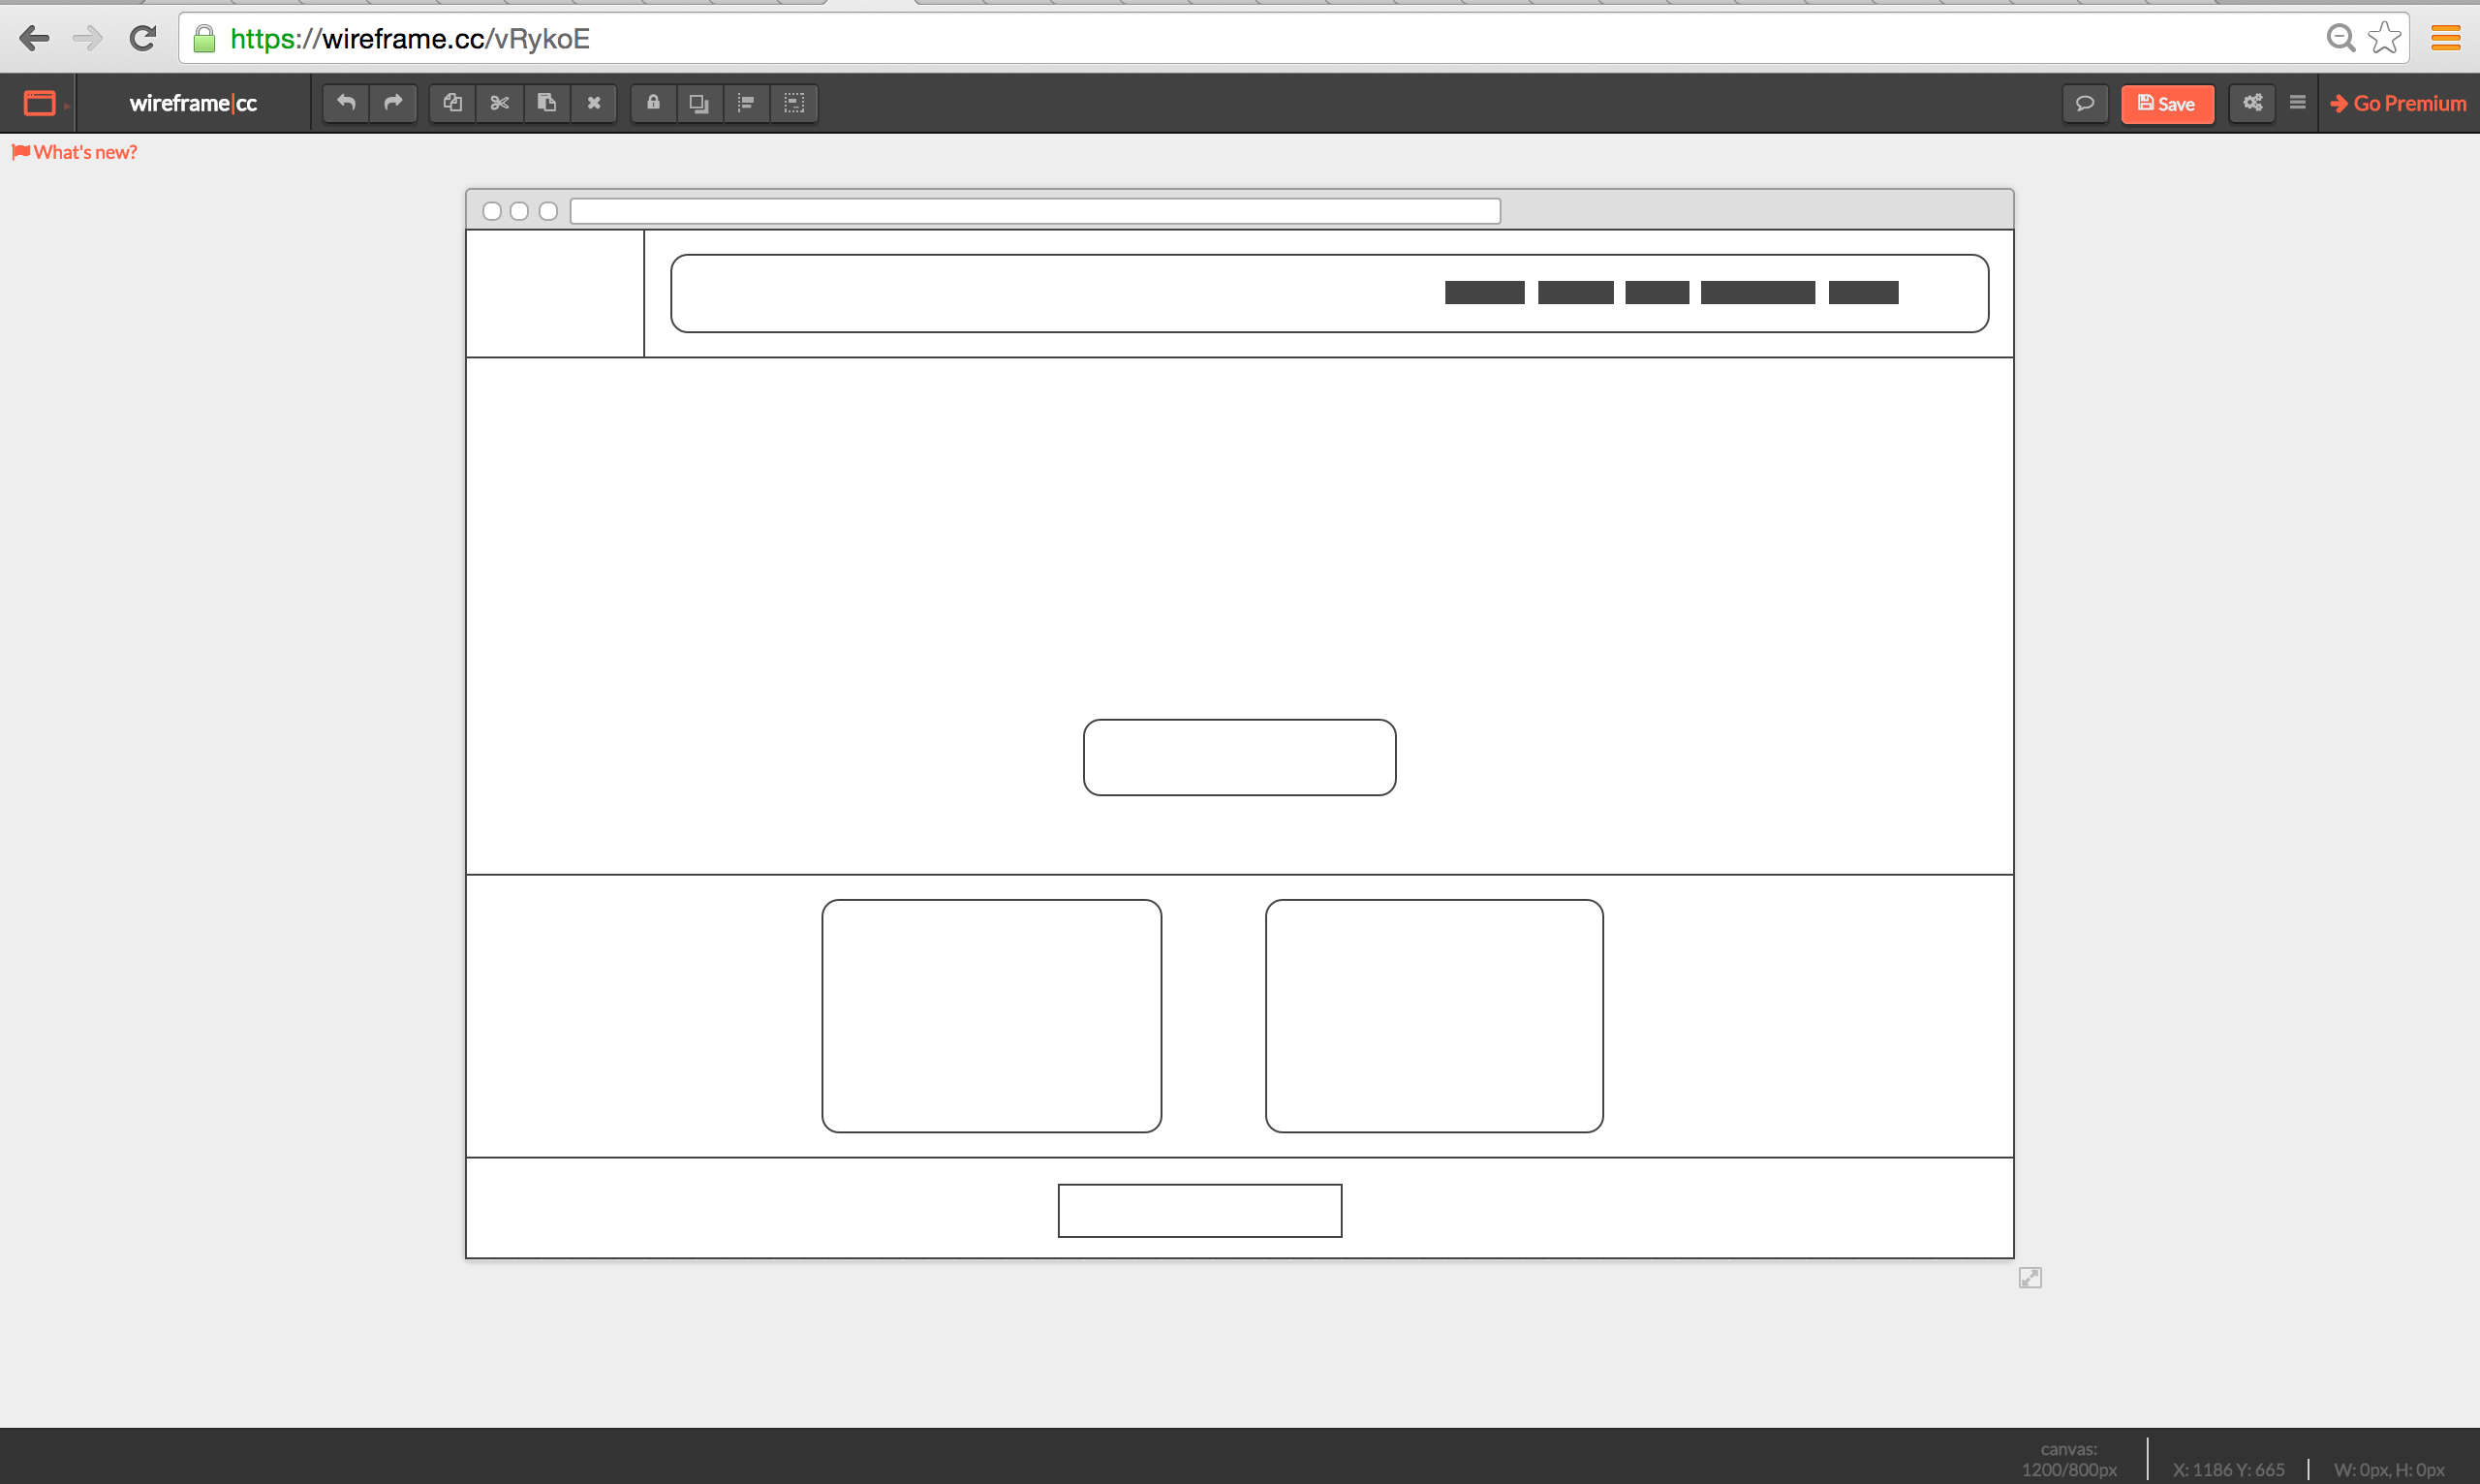 https://wireframe.cc/vRykoE
wireframe|cc
Save
Go Premium
What's new?
canvas:
1200/800px
X: 1186 Y: 665
W: 0px, H: 0px